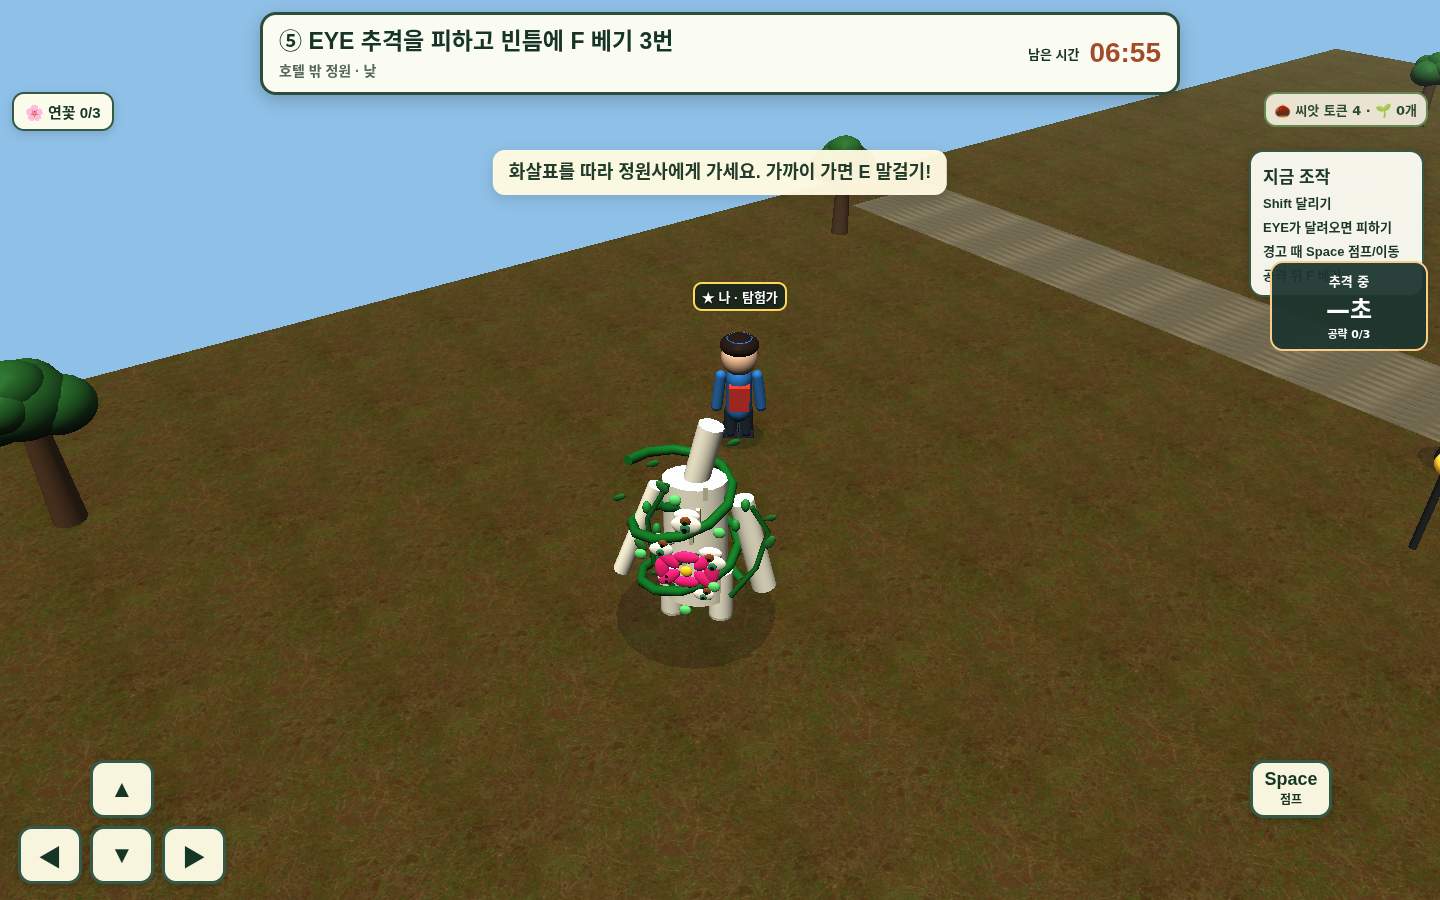 ⑤ EYE 추격을 피하고 빈틈에 F 베기 3번
호텔 밖 정원 · 낮
남은 시간 06:55
🌸 연꽃 0/3
🌰 씨앗 토큰 4 · 🌱 0개
화살표를 따라 정원사에게 가세요. 가까이 가면 E 말걸기!
지금 조작
Shift 달리기
EYE가 달려오면 피하기
경고 때 Space 점프/이동
추격 중
—초
공략 0/3
★ 나 · 탐험가
▲
◀ ▼ ▶
Space
점프